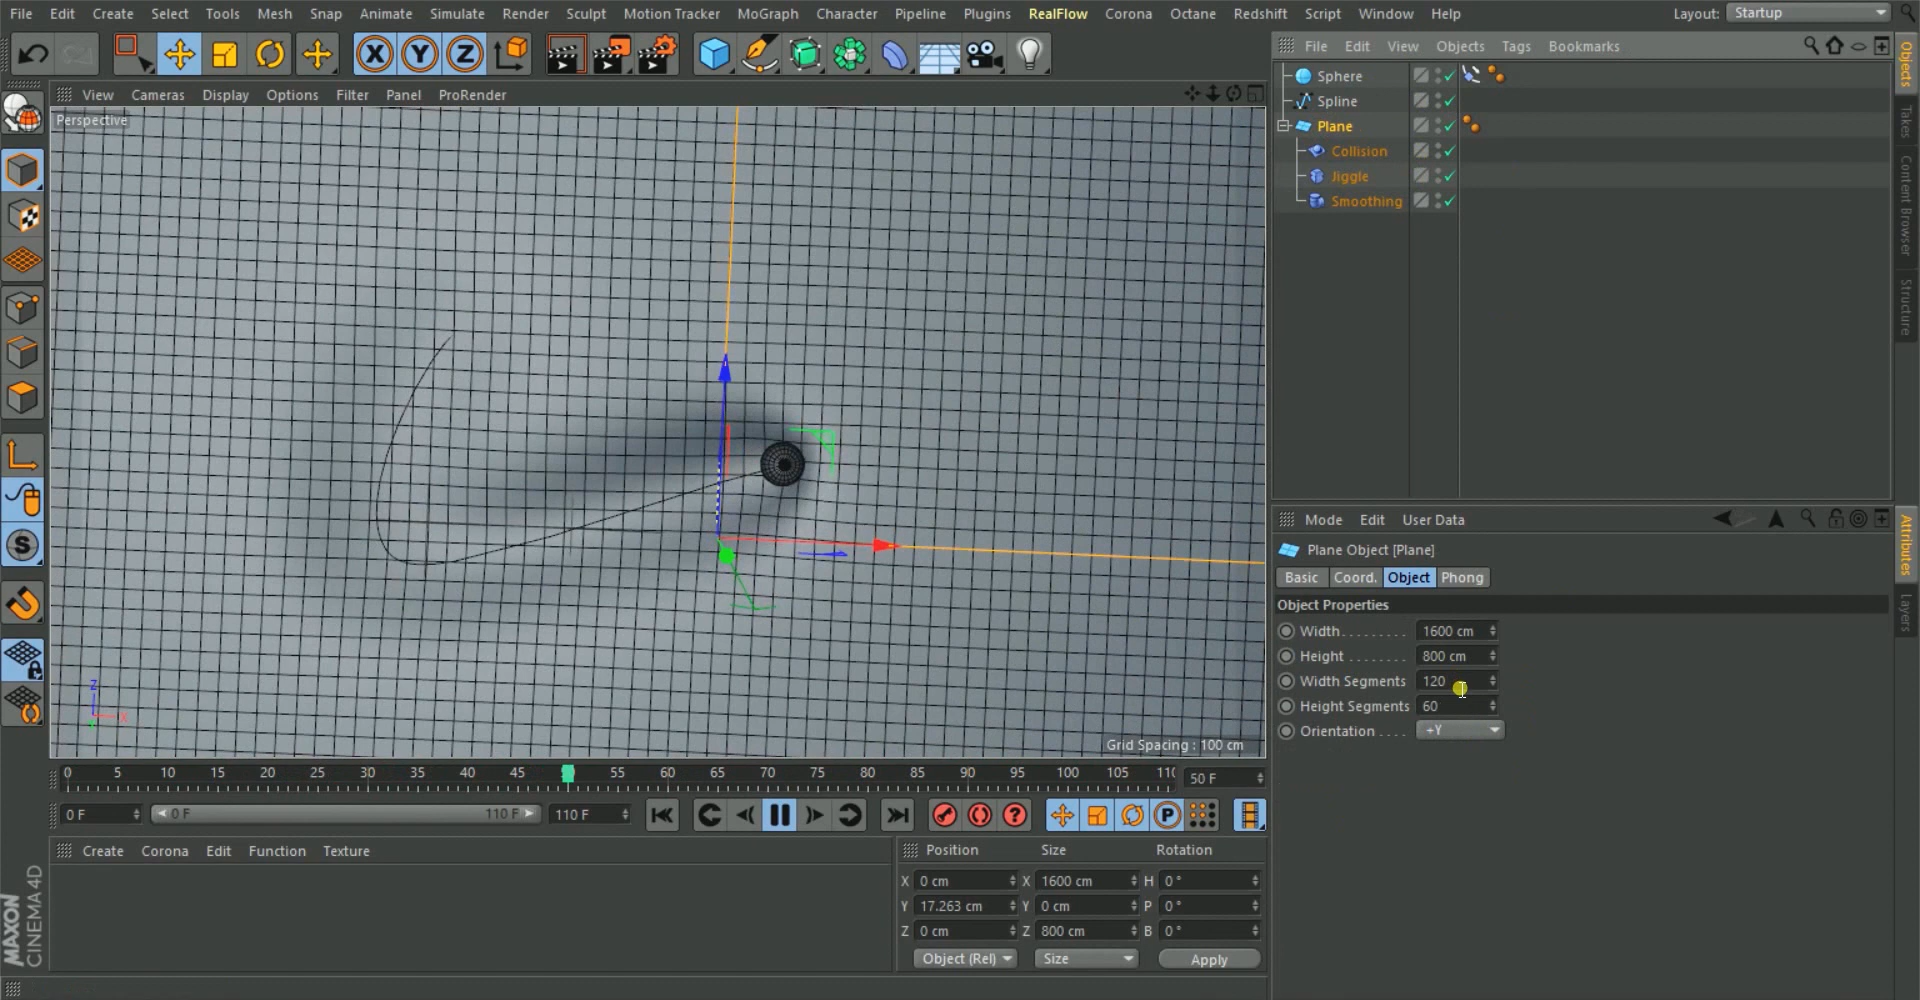 File Edit Create Select Tools Mesh Snap Animate Simulate Render Sculpt Motion Tracker MoGraph Character Pipeline Plugins RealFlow Corona Octane Redshift Script Window Help Layout: Startup
X Y Z
File Edit View Objects Tags Bookmarks
View Cameras Display Options Filter Panel ProRender
Perspective
Sphere
Spline
Plane
Collision
Jiggle
Smoothing
Objects
Takes
Content Browser
Structure
Mode Edit User Data
Plane Object [Plane]
Basic Coord. Object Phong
Object Properties
Width 1600 cm
Height 800 cm
Width Segments 120
Height Segments 60
Orientation +Y
Attributes
Layers
S
Z
X
Y
Grid Spacing : 100 cm
0 5 10 15 20 25 30 35 40 45 55 60 65 70 75 80 85 90 95 100 105 110 50 F
0 F 0 F 110 F 110 F
? P
Create Corona Edit Function Texture
Position Size Rotation
X 0 cm X 1600 cm H 0 °
Y 17.263 cm Y 0 cm P 0 °
Z 0 cm Z 800 cm B 0 °
Object (Rel) Size Apply
MAXON
CINEMA 4D